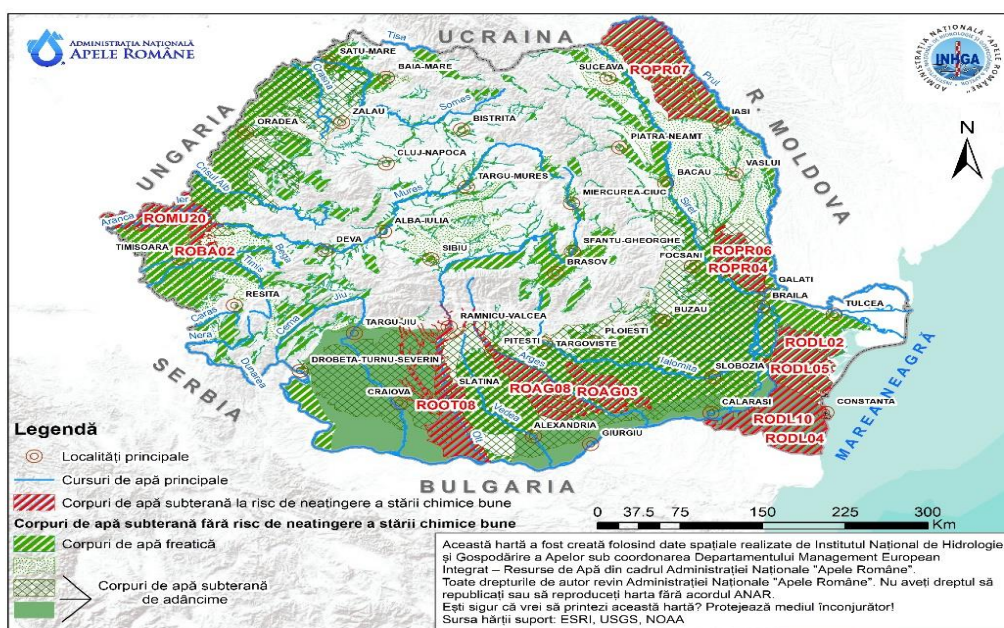 ADMINISTRAȚIA NAȚIONALĂ
APELE ROMÂNE
UCRAINA
INHGA
ADMINISTRAȚIA NAȚIONALĂ "APELE ROMÂNE"
Tisa
SATU-MARE
BAIA-MARE
SUCEAVA
ROPR07
Prut
Crasna
Somes
ZALAU
BISTRITA
IASI
R. MOLDOVA
ORADEA
PIATRA-NEAMT
N
UNGARIA
CLUJ-NAPOCA
TARGU-MURES
BACAU
VASLUI
Crisul Alb
Mures
MIERCUREA-CIUC
Siret
Ier
Aranca
ROMU20
ALBA-IULIA
TIMISOARA
ROBA02
Bega
DEVA
SIBIU
SFANTU-GHEORGHE
ROPR06
FOCSANI
ROPR04
Timis
BRASOV
GALATI
RESITA
BRAILA
TULCEA
Caras
Nera
Cerna
Jiu
TARGU-JIU
RAMNICU-VALCEA
BUZAU
PLOIESTI
PITESTI
TARGOVISTE
RODL02
Dunarea
DROBETA-TURNU-SEVERIN
Arges
Ialomita
SLOBOZIA
RODL05
SERBIA
CRAIOVA
SLATINA
ROAG08
ROAG03
CALARASI
CONSTANTA
MAREA NEAGRĂ
ROOT08
Vedea
RODL10
Olt
ALEXANDRIA
GIURGIU
RODL04
BULGARIA
Legendă
Localități principale
Cursuri de apă principale
Corpuri de apă subterană la risc de neatingere a stării chimice bune
Corpuri de apă subterană fără risc de neatingere a stării chimice bune
Corpuri de apă freatică
Corpuri de apă subterană
de adâncime
0 37.5 75 150 225 300
Km
Această hartă a fost creată folosind date spațiale realizate de Institutul Național de Hidrologie
și Gospodărire a Apelor sub coordonarea Departamentului Management European
Integrat – Resurse de Apă din cadrul Administrației Naționale "Apele Române".
Toate drepturile de autor revin Administrației Naționale "Apele Române". Nu aveți dreptul să
republicați sau să reproduceți harta fără acordul ANAR.
Ești sigur că vrei să printezi această hartă? Protejează mediul înconjurător!
Sursa hărții suport: ESRI, USGS, NOAA